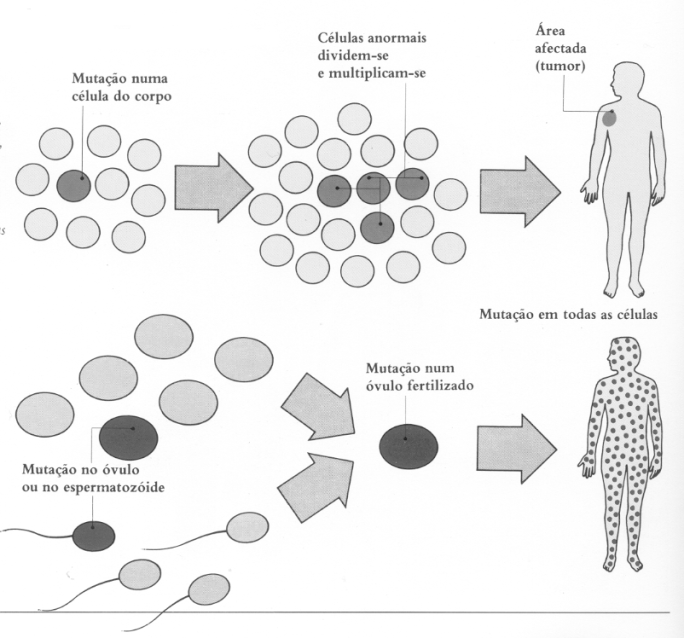 Mutação numa
célula do corpo
Células anormais
dividem-se
e multiplicam-se
Área
afectada
(tumor)
Mutação em todas as células
Mutação num
óvulo fertilizado
Mutação no óvulo
ou no espermatozóide